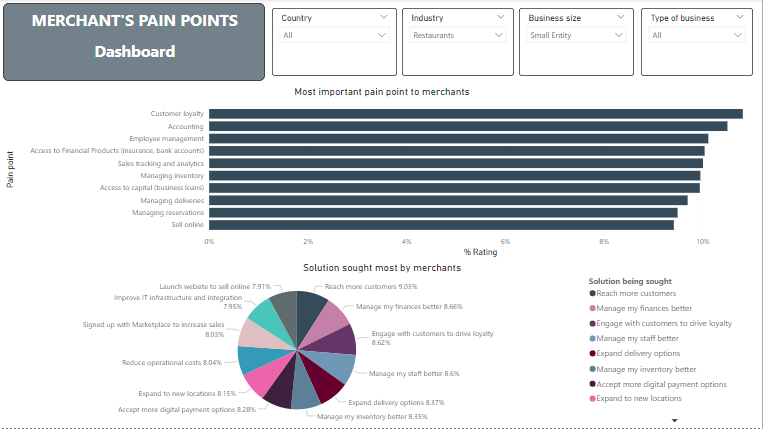 MERCHANT'S PAIN POINTS
Dashboard
Country
All
Industry
Restaurants
Business size
Small Entity
Type of business
All
Most important pain point to merchants
Pain point
Customer loyalty
Accounting
Employee management
Access to Financial Products (insurance, bank accounts)
Sales tracking and analytics
Managing inventory
Access to capital (business loans)
Managing deliveries
Managing reservations
Sell online
0%
2%
4%
6%
8%
10%
% Rating
Solution sought most by merchants
Launch website to sell online 7.91%
Improve IT infrastructure and integration
7.95%
Signed up with Marketplace to increase sales
8.03%
Reduce operational costs 8.04%
Expand to new locations 8.15%
Accept more digital payment options 8.28%
Reach more customers 9.03%
Manage my finances better 8.66%
Engage with customers to drive loyalty
8.62%
Manage my staff better 8.6%
Expand delivery options 8.37%
Manage my inventory better 8.35%
Solution being sought
Reach more customers
Manage my finances better
Engage with customers to drive loyalty
Manage my staff better
Expand delivery options
Manage my inventory better
Accept more digital payment options
Expand to new locations